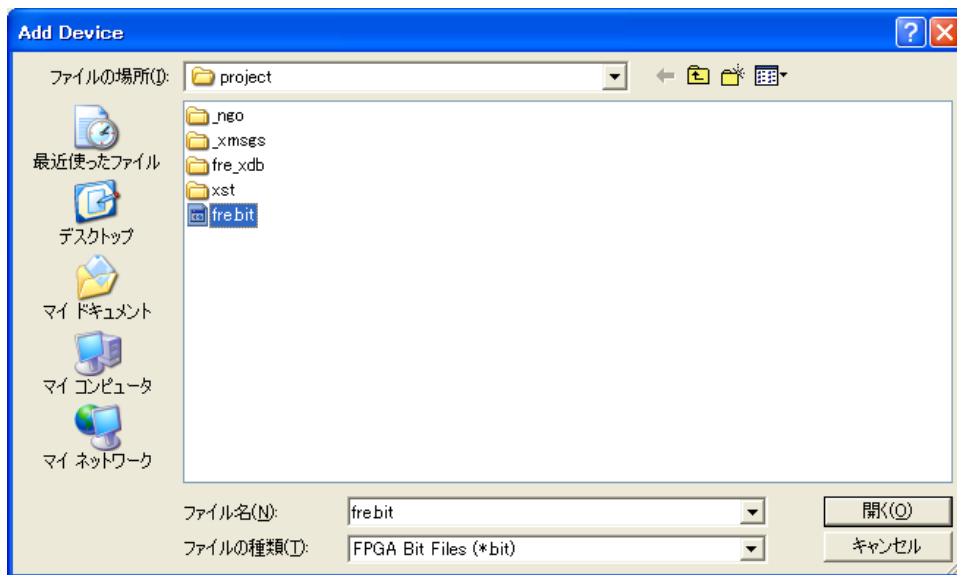 Add Device
ファイルの場所(I):
project
最近使ったファイル
デスクトップ
マイ ドキュメント
マイ コンピュータ
マイ ネットワーク
_ngo
_xmsgs
fre_xdb
xst
fre.bit
ファイル名(N):
fre.bit
開く(O)
ファイルの種類(T):
FPGA Bit Files (*.bit)
キャンセル